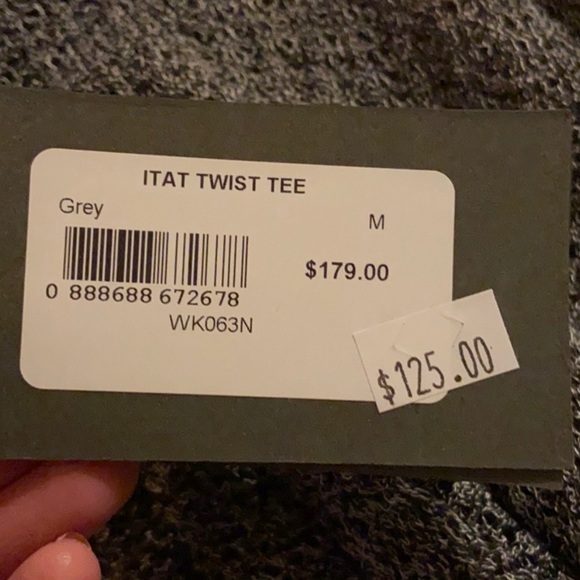 ITAT TWIST TEE
Grey
M
$179.00
0 888688 672678
WK063N
$125.00